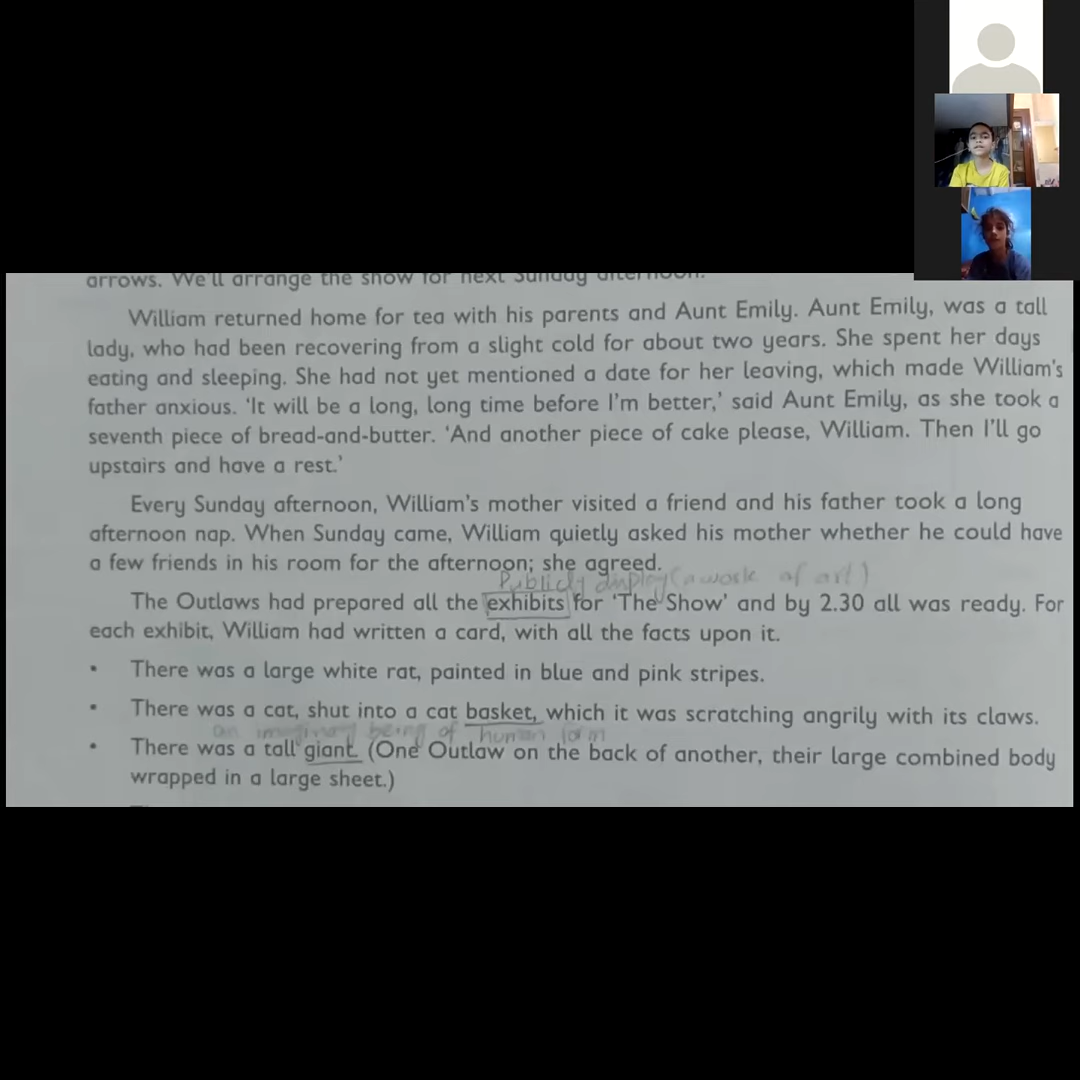 arrows. We'll arrange the show for next Sunday afternoon.
William returned home for tea with his parents and Aunt Emily. Aunt Emily, was a tall
lady, who had been recovering from a slight cold for about two years. She spent her days
eating and sleeping. She had not yet mentioned a date for her leaving, which made William's
father anxious. 'It will be a long, long time before I'm better,' said Aunt Emily, as she took a
seventh piece of bread-and-butter. 'And another piece of cake please, William. Then I'll go
upstairs and have a rest.'
Every Sunday afternoon, William's mother visited a friend and his father took a long
afternoon nap. When Sunday came, William quietly asked his mother whether he could have
a few friends in his room for the afternoon; she agreed.
Publicly display (a work of art)
The Outlaws had prepared all the exhibits for 'The Show' and by 2.30 all was ready. For
each exhibit, William had written a card, with all the facts upon it.
• There was a large white rat, painted in blue and pink stripes.
• There was a cat, shut into a cat basket, which it was scratching angrily with its claws.
an imaginary being of human form
• There was a tall giant. (One Outlaw on the back of another, their large combined body
wrapped in a large sheet.)